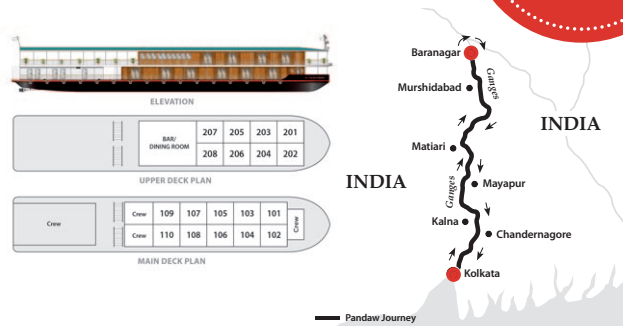 ELEVATION
BAR/
DINING ROOM
207 205 203 201
208 206 204 202
UPPER DECK PLAN
Crew
Crew 109 107 105 103 101
Crew 110 108 106 104 102
Crew
MAIN DECK PLAN
Baranagar
Ganges
Murshidabad
INDIA
Matiari
INDIA
Ganges
Mayapur
Kalna
Chandernagore
Kolkata
Pandaw Journey